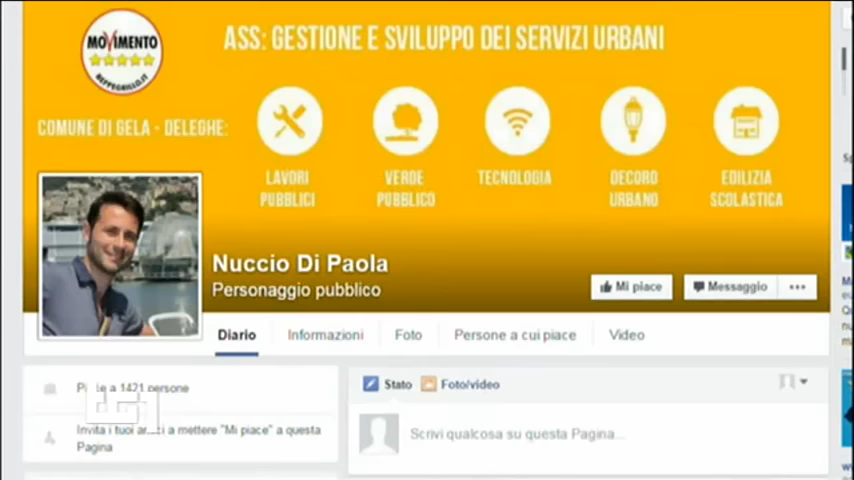 MOVIMENTO
BEPPEGRILLO.IT
ASS: GESTIONE E SVILUPPO DEI SERVIZI URBANI
COMUNE DI GELA - DELEGHE:
LAVORI
PUBBLICI
VERDE
PUBBLICO
TECNOLOGIA
DECORO
URBANO
EDILIZIA
SCOLASTICA
Nuccio Di Paola
Personaggio pubblico
Mi piace
Messaggio
Diario
Informazioni
Foto
Persone a cui piace
Video
a 1421 persone
Stato
Foto/video
Invita i tuoi a mettere "Mi piace" a questa
Pagina
Scrivi qualcosa su questa Pagina...